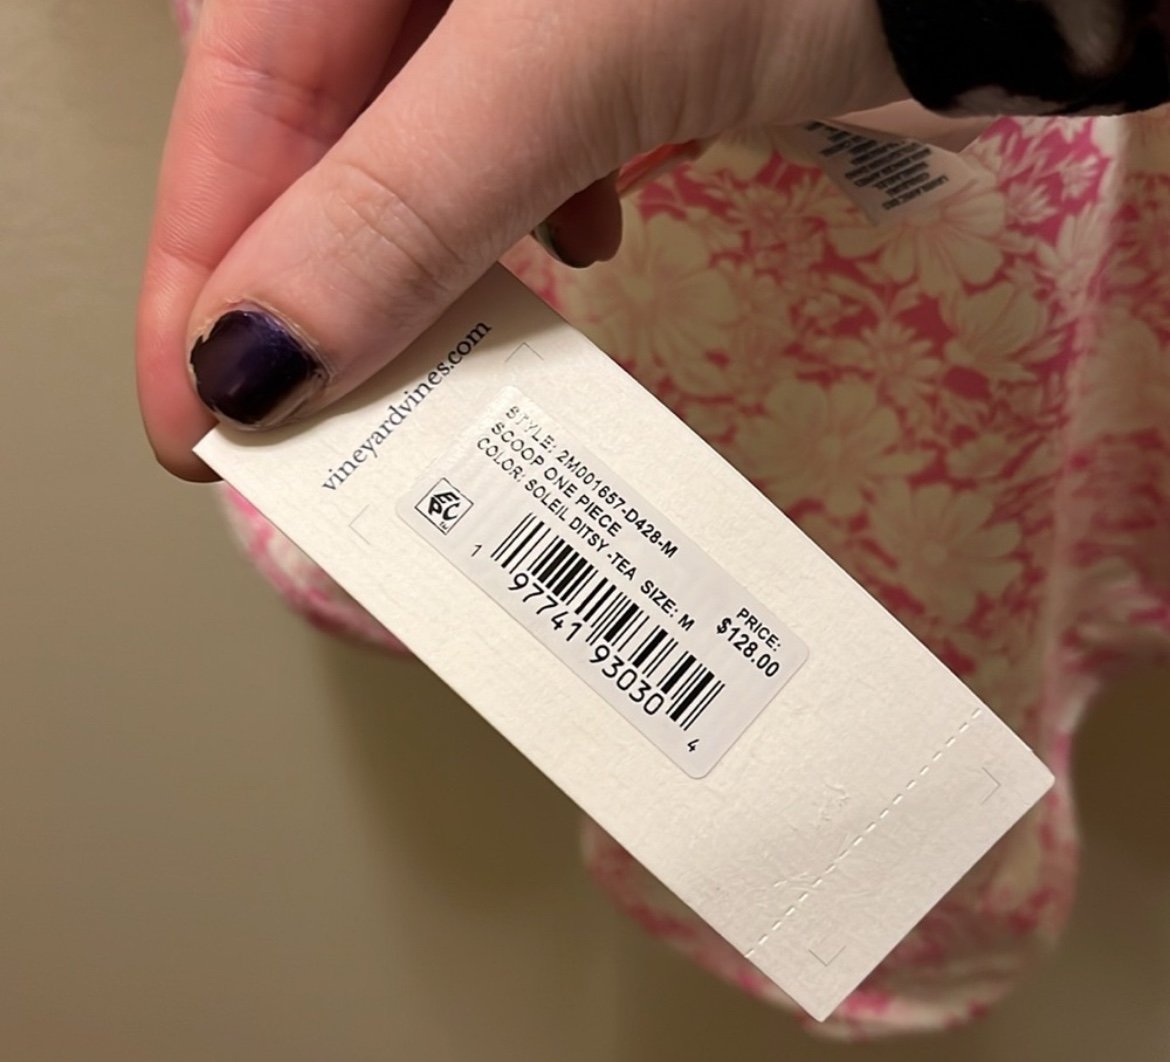 vineyardvines.com
STYLE: 2M001657-D428-M
SCOOP ONE PIECE
COLOR: SOLEIL DITSY -TEA SIZE: M
EPC TM
PRICE:
$128.00
1 97741 93030 4